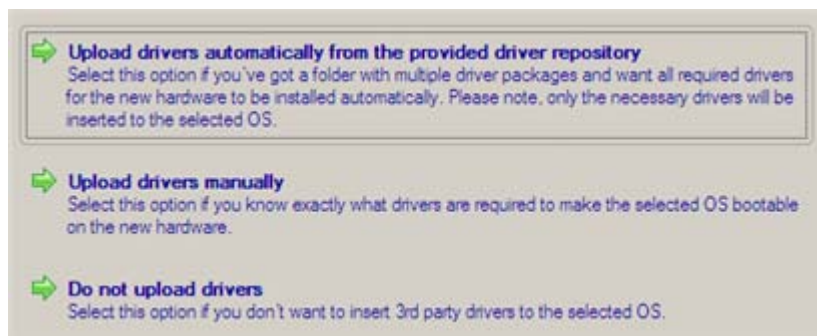 Upload drivers automatically from the provided driver repository
Select this option if you've got a folder with multiple driver packages and want all required drivers
for the new hardware to be installed automatically. Please note, only the necessary drivers will be
inserted to the selected OS.
Upload drivers manually
Select this option if you know exactly what drivers are required to make the selected OS bootable
on the new hardware.
Do not upload drivers
Select this option if you don't want to insert 3rd party drivers to the selected OS.